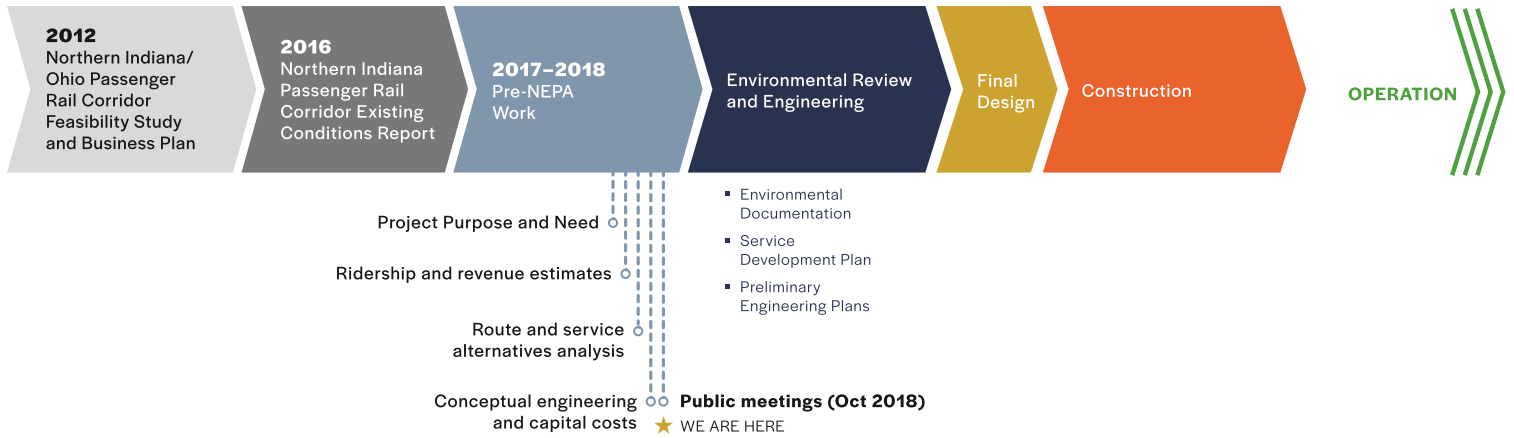 2012
Northern Indiana/
Ohio Passenger
Rail Corridor
Feasibility Study
and Business Plan
2016
Northern Indiana
Passenger Rail
Corridor Existing
Conditions Report
2017–2018
Pre-NEPA
Work
Environmental Review
and Engineering
Final
Design
Construction
OPERATION
Project Purpose and Need
Ridership and revenue estimates
Route and service
alternatives analysis
Conceptual engineering
and capital costs
Public meetings (Oct 2018)
WE ARE HERE
▪ Environmental
Documentation
▪ Service
Development Plan
▪ Preliminary
Engineering Plans